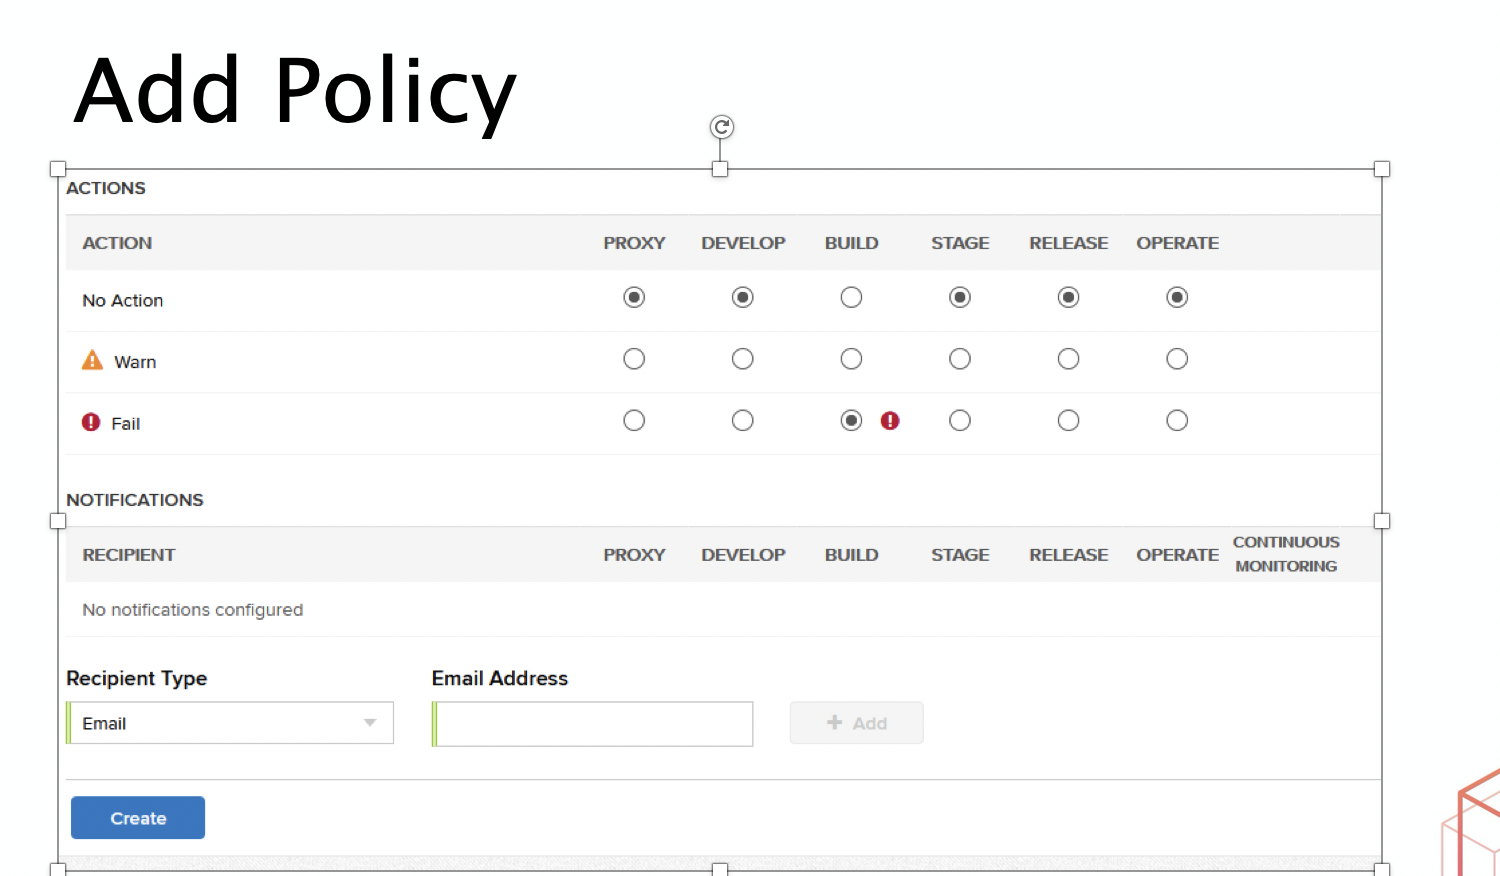 Add Policy
ACTIONS
ACTION PROXY DEVELOP BUILD STAGE RELEASE OPERATE
No Action
Warn
Fail
NOTIFICATIONS
RECIPIENT PROXY DEVELOP BUILD STAGE RELEASE OPERATE CONTINUOUS MONITORING
No notifications configured
Recipient Type Email Address
Email + Add
Create